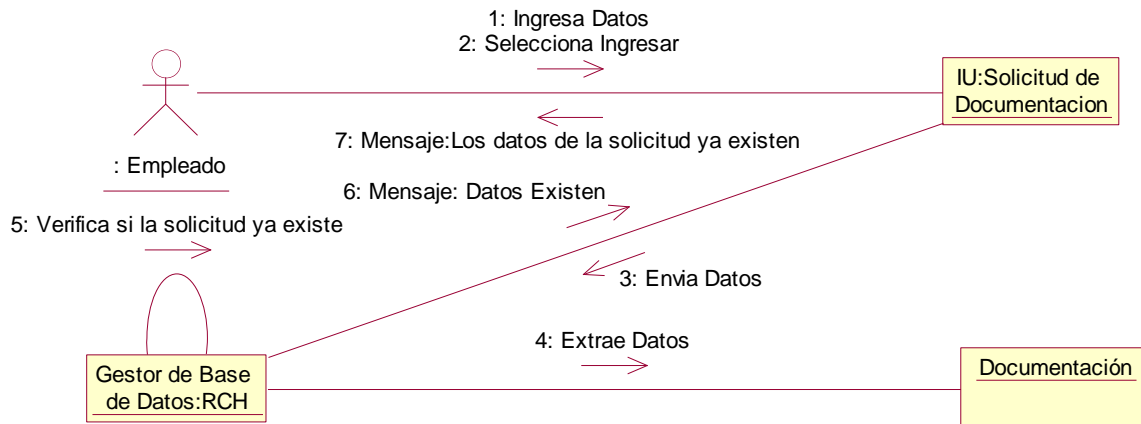 1: Ingresa Datos
2: Selecciona Ingresar
IU:Solicitud de
Documentacion
7: Mensaje:Los datos de la solicitud ya existen
: Empleado
6: Mensaje: Datos Existen
5: Verifica si la solicitud ya existe
3: Envia Datos
4: Extrae Datos
Gestor de Base
de Datos:RCH
Documentación